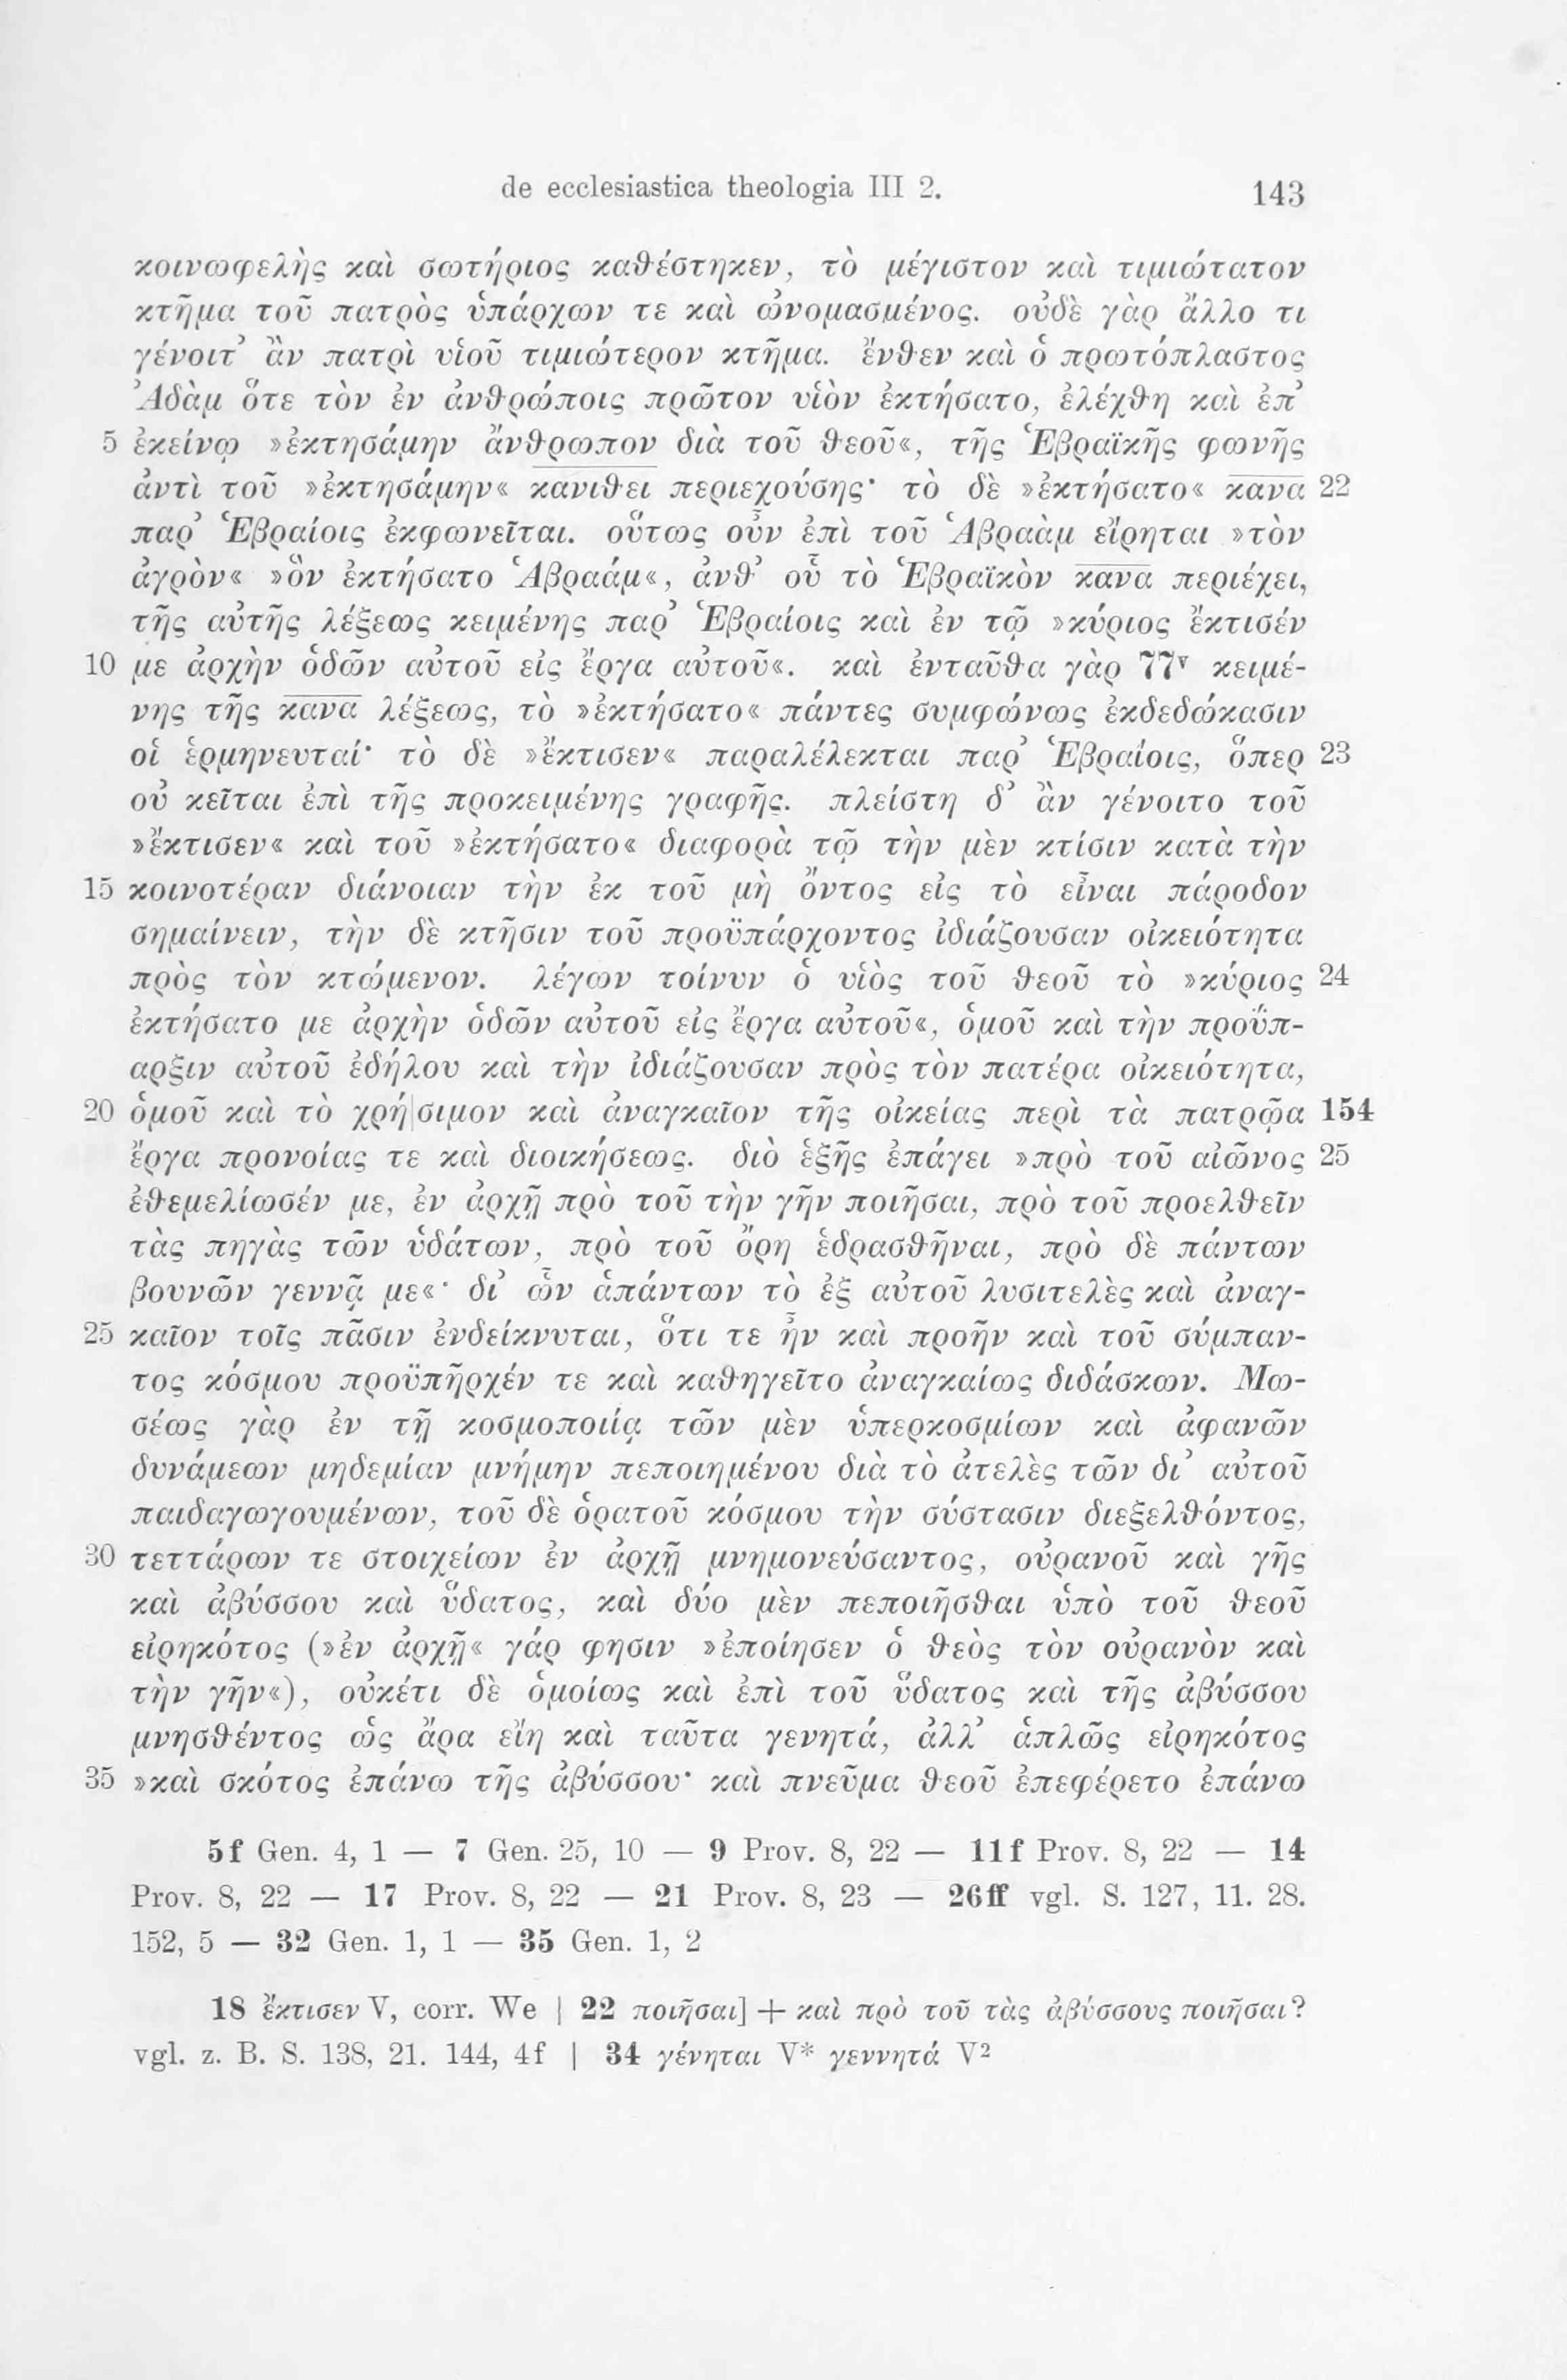 de ecclesiastica theologia III 2. 143
κοινωφελὴς καὶ σωτήριος καθέστηκεν, τὸ μέγιστον καὶ τιμιώτατον
κτῆμα τοῦ πατρὸς ὑπάρχων τε καὶ ὠνομασμένος. οὐδὲ γὰρ ἄλλο τι
γένοιτ’ ἂν πατρὶ υἱοῦ τιμιώτερον κτῆμα. ἔνθεν καὶ ὁ πρωτόπλαστος
Ἀδὰμ ὅτε τὸν ἐν ἀνθρώποις πρῶτον υἱὸν ἐκτήσατο, ἐλέχθη καὶ ἐπ’
5 ἐκείνῳ »ἐκτησάμην ἄνθρωπον διὰ τοῦ θεοῦ«, τῆς Ἑβραϊκῆς φωνῆς
ἀντὶ τοῦ »ἐκτησάμην« κανιθει περιεχούσης· τὸ δὲ »ἐκτήσατο« κανα 22
παρ’ Ἑβραίοις ἐκφωνεῖται. οὕτως οὖν ἐπὶ τοῦ Ἁβραὰμ εἴρηται »τὸν
ἀγρὸν« »ὃν ἐκτήσατο Ἁβραάμ«, ἀνθ’ οὗ τὸ Ἑβραϊκὸν κανα περιέχει,
τῆς αὐτῆς λέξεως κειμένης παρ’ Ἑβραίοις καὶ ἐν τῷ »κύριος ἔκτισέν
10 με ἀρχὴν ὁδῶν αὐτοῦ εἰς ἔργα αὐτοῦ«. καὶ ἐνταῦθα γὰρ 77ᵛ κειμέ-
νης τῆς κανα λέξεως, τὸ »ἐκτήσατο« πάντες συμφώνως ἐκδεδώκασιν
οἱ ἑρμηνευταί· τὸ δὲ »ἔκτισεν« παραλέλεκται παρ’ Ἑβραίοις, ὅπερ 23
οὐ κεῖται ἐπὶ τῆς προκειμένης γραφῆς. πλείστη δ’ ἂν γένοιτο τοῦ
»ἔκτισεν« καὶ τοῦ »ἐκτήσατο« διαφορὰ τῷ τὴν μὲν κτίσιν κατὰ τὴν
15 κοινοτέραν διάνοιαν τὴν ἐκ τοῦ μὴ ὄντος εἰς τὸ εἶναι πάροδον
σημαίνειν, τὴν δὲ κτῆσιν τοῦ προϋπάρχοντος ἰδιάζουσαν οἰκειότητα
πρὸς τὸν κτώμενον. λέγων τοίνυν ὁ υἱὸς τοῦ θεοῦ τὸ »κύριος 24
ἐκτήσατο με ἀρχὴν ὁδῶν αὐτοῦ εἰς ἔργα αὐτοῦ«, ὁμοῦ καὶ τὴν προΰπ-
αρξιν αὐτοῦ ἐδήλου καὶ τὴν ἰδιάζουσαν πρὸς τὸν πατέρα οἰκειότητα,
20 ὁμοῦ καὶ τὸ χρή|σιμον καὶ ἀναγκαῖον τῆς οἰκείας περὶ τὰ πατρῷα 154
ἔργα προνοίας τε καὶ διοικήσεως. διὸ ἑξῆς ἐπάγει »πρὸ τοῦ αἰῶνος 25
ἐθεμελίωσέν με, ἐν ἀρχῇ πρὸ τοῦ τὴν γῆν ποιῆσαι, πρὸ τοῦ προελθεῖν
τὰς πηγὰς τῶν ὑδάτων, πρὸ τοῦ ὄρη ἑδρασθῆναι, πρὸ δὲ πάντων
βουνῶν γεννᾷ με«· δι’ ὧν ἁπάντων τὸ ἐξ αὐτοῦ λυσιτελὲς καὶ ἀναγ-
25 καῖον τοῖς πᾶσιν ἐνδείκνυται, ὅτι τε ἦν καὶ προῆν καὶ τοῦ σύμπαν-
τος κόσμου προϋπῆρχέν τε καὶ καθηγεῖτο ἀναγκαίως διδάσκων. Μω-
σέως γὰρ ἐν τῇ κοσμοποιίᾳ τῶν μὲν ὑπερκοσμίων καὶ ἀφανῶν
δυνάμεων μηδεμίαν μνήμην πεποιημένου διὰ τὸ ἀτελὲς τῶν δι’ αὐτοῦ
παιδαγωγουμένων, τοῦ δὲ ὁρατοῦ κόσμου τὴν σύστασιν διεξελθόντος,
30 τεττάρων τε στοιχείων ἐν ἀρχῇ μνημονεύσαντος, οὐρανοῦ καὶ γῆς
καὶ ἀβύσσου καὶ ὕδατος, καὶ δύο μὲν πεποιῆσθαι ὑπὸ τοῦ θεοῦ
εἰρηκότος (»ἐν ἀρχῇ« γάρ φησιν »ἐποίησεν ὁ θεὸς τὸν οὐρανὸν καὶ
τὴν γῆν«), οὐκέτι δὲ ὁμοίως καὶ ἐπὶ τοῦ ὕδατος καὶ τῆς ἀβύσσου
μνησθέντος ὡς ἄρα εἴη καὶ ταῦτα γενητά, ἀλλ’ ἁπλῶς εἰρηκότος
35 »καὶ σκότος ἐπάνω τῆς ἀβύσσου· καὶ πνεῦμα θεοῦ ἐπεφέρετο ἐπάνω
5f Gen. 4, 1 — 7 Gen. 25, 10 — 9 Prov. 8, 22 — 11f Prov. 8, 22 — 14
Prov. 8, 22 — 17 Prov. 8, 22 — 21 Prov. 8, 23 — 26ff vgl. S. 127, 11. 28.
152, 5 — 32 Gen. 1, 1 — 35 Gen. 1, 2
18 ἔκτισεν V, corr. We | 22 ποιῆσαι] + καὶ πρὸ τοῦ τὰς ἀβύσσους ποιῆσαι?
vgl. z. B. S. 138, 21. 144, 4f | 34 γένηται V* γεννητά V²